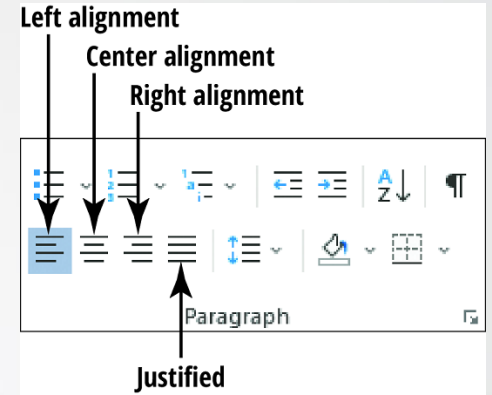 Left alignment
Center alignment
Right alignment
Paragraph
Justified